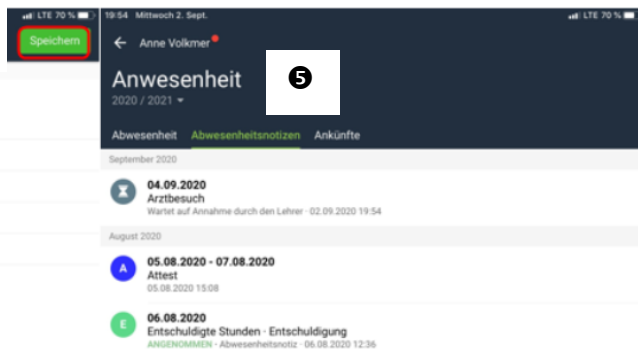 LTE 70 %
Speichern
19:54 Mittwoch 2. Sept. LTE 70 %
← Anne Volkmer
Anwesenheit
2020 / 2021
❺
Abwesenheit Abwesenheitsnotizen Ankünfte
September 2020
04.09.2020
Arztbesuch
Wartet auf Annahme durch den Lehrer · 02.09.2020 19:54
August 2020
A
05.08.2020 - 07.08.2020
Attest
05.08.2020 15:08
E
06.08.2020
Entschuldigte Stunden · Entschuldigung
ANGENOMMEN - Abwesenheitsnotiz · 06.08.2020 12:36